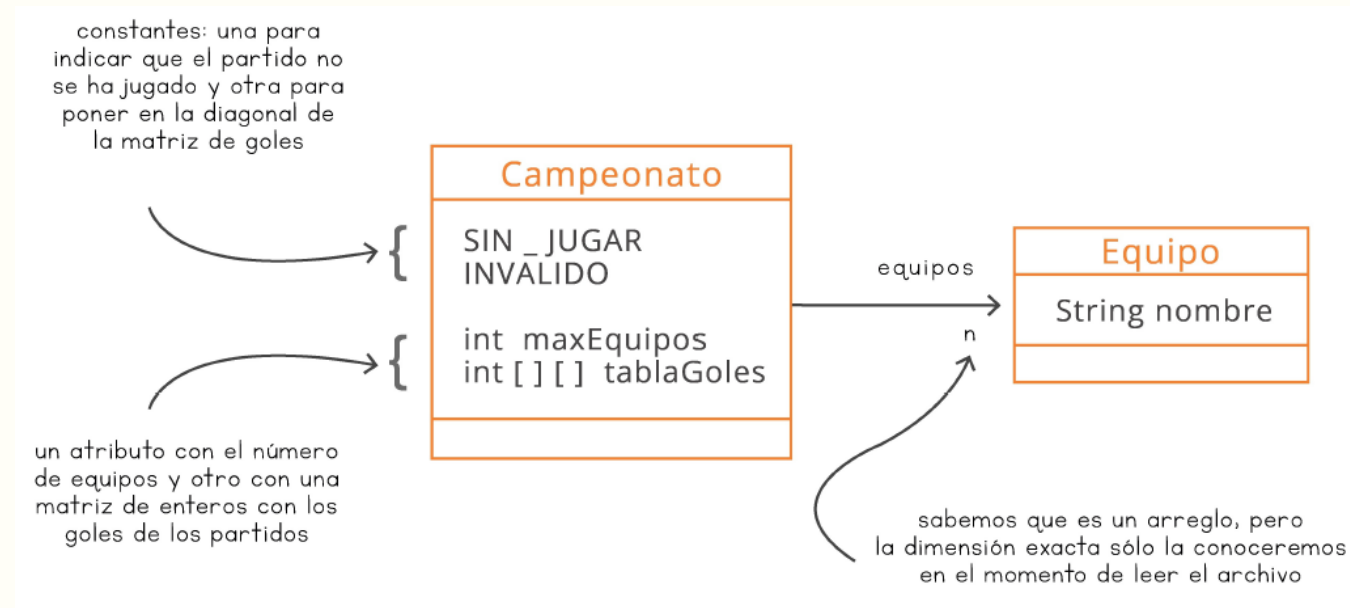 constantes: una para
indicar que el partido no
se ha jugado y otra para
poner en la diagonal de
la matriz de goles
Campeonato
SIN _ JUGAR
INVALIDO
int maxEquipos
int [ ] [ ] tablaGoles
un atributo con el número
de equipos y otro con una
matriz de enteros con los
goles de los partidos
equipos
n
Equipo
String nombre
sabemos que es un arreglo, pero
la dimensión exacta sólo la conoceremos
en el momento de leer el archivo